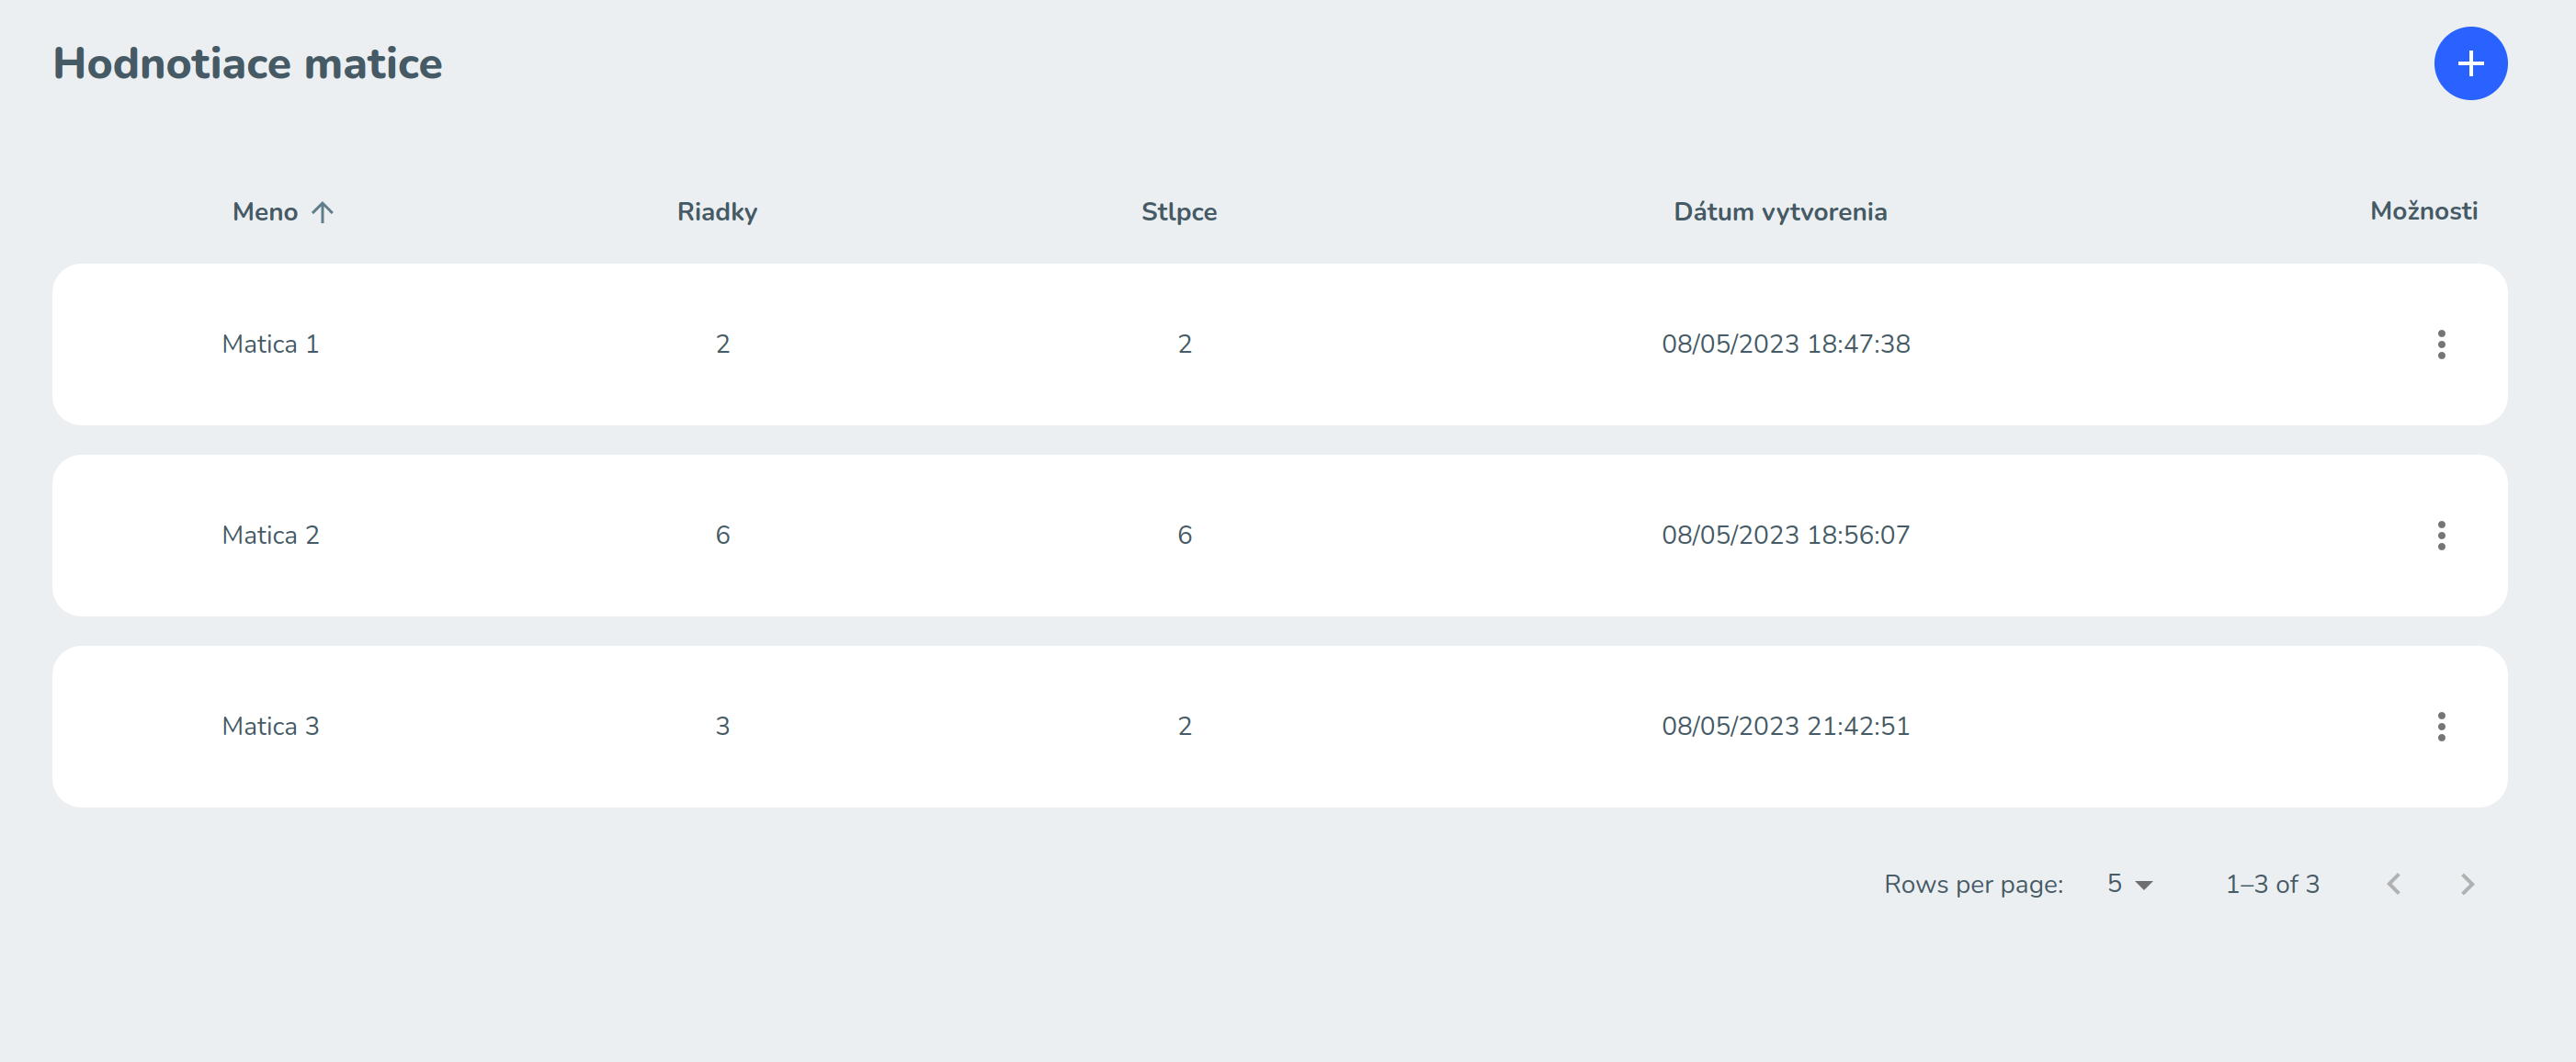 Hodnotiace matice
Meno Riadky Stlpce Dátum vytvorenia Možnosti
Matica 1 2 2 08/05/2023 18:47:38
Matica 2 6 6 08/05/2023 18:56:07
Matica 3 3 2 08/05/2023 21:42:51
Rows per page: 5 1–3 of 3